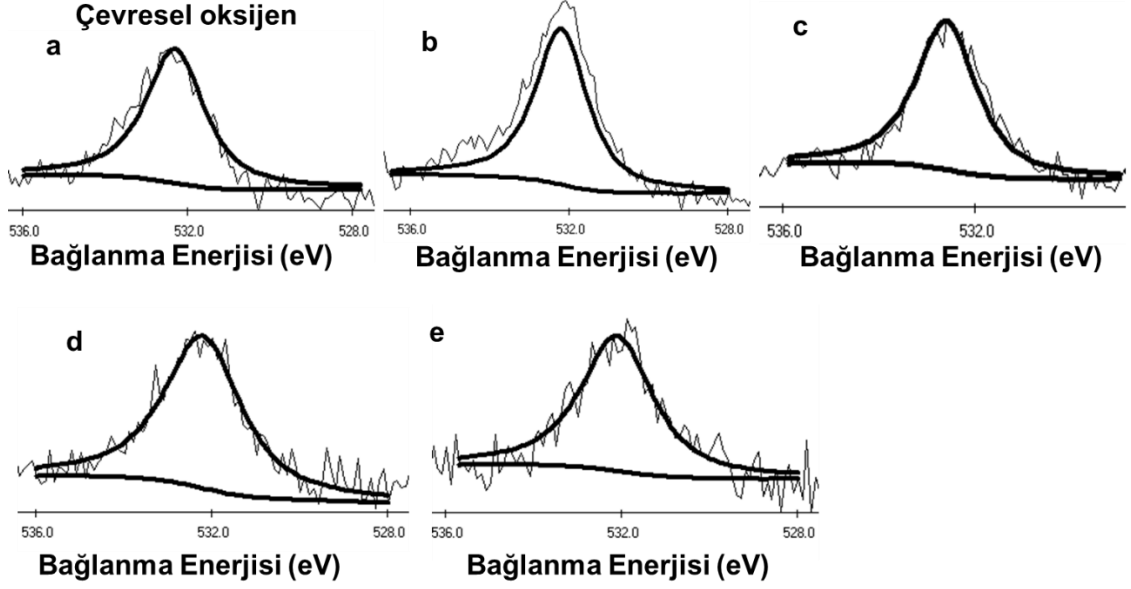 Çevresel oksijen
a
b
c
536.0 532.0 528.0
536.0 532.0 528.0
536.0 532.0
Bağlanma Enerjisi (eV)
Bağlanma Enerjisi (eV)
Bağlanma Enerjisi (eV)
d
e
536.0 532.0 528.0
536.0 532.0 528.0
Bağlanma Enerjisi (eV)
Bağlanma Enerjisi (eV)